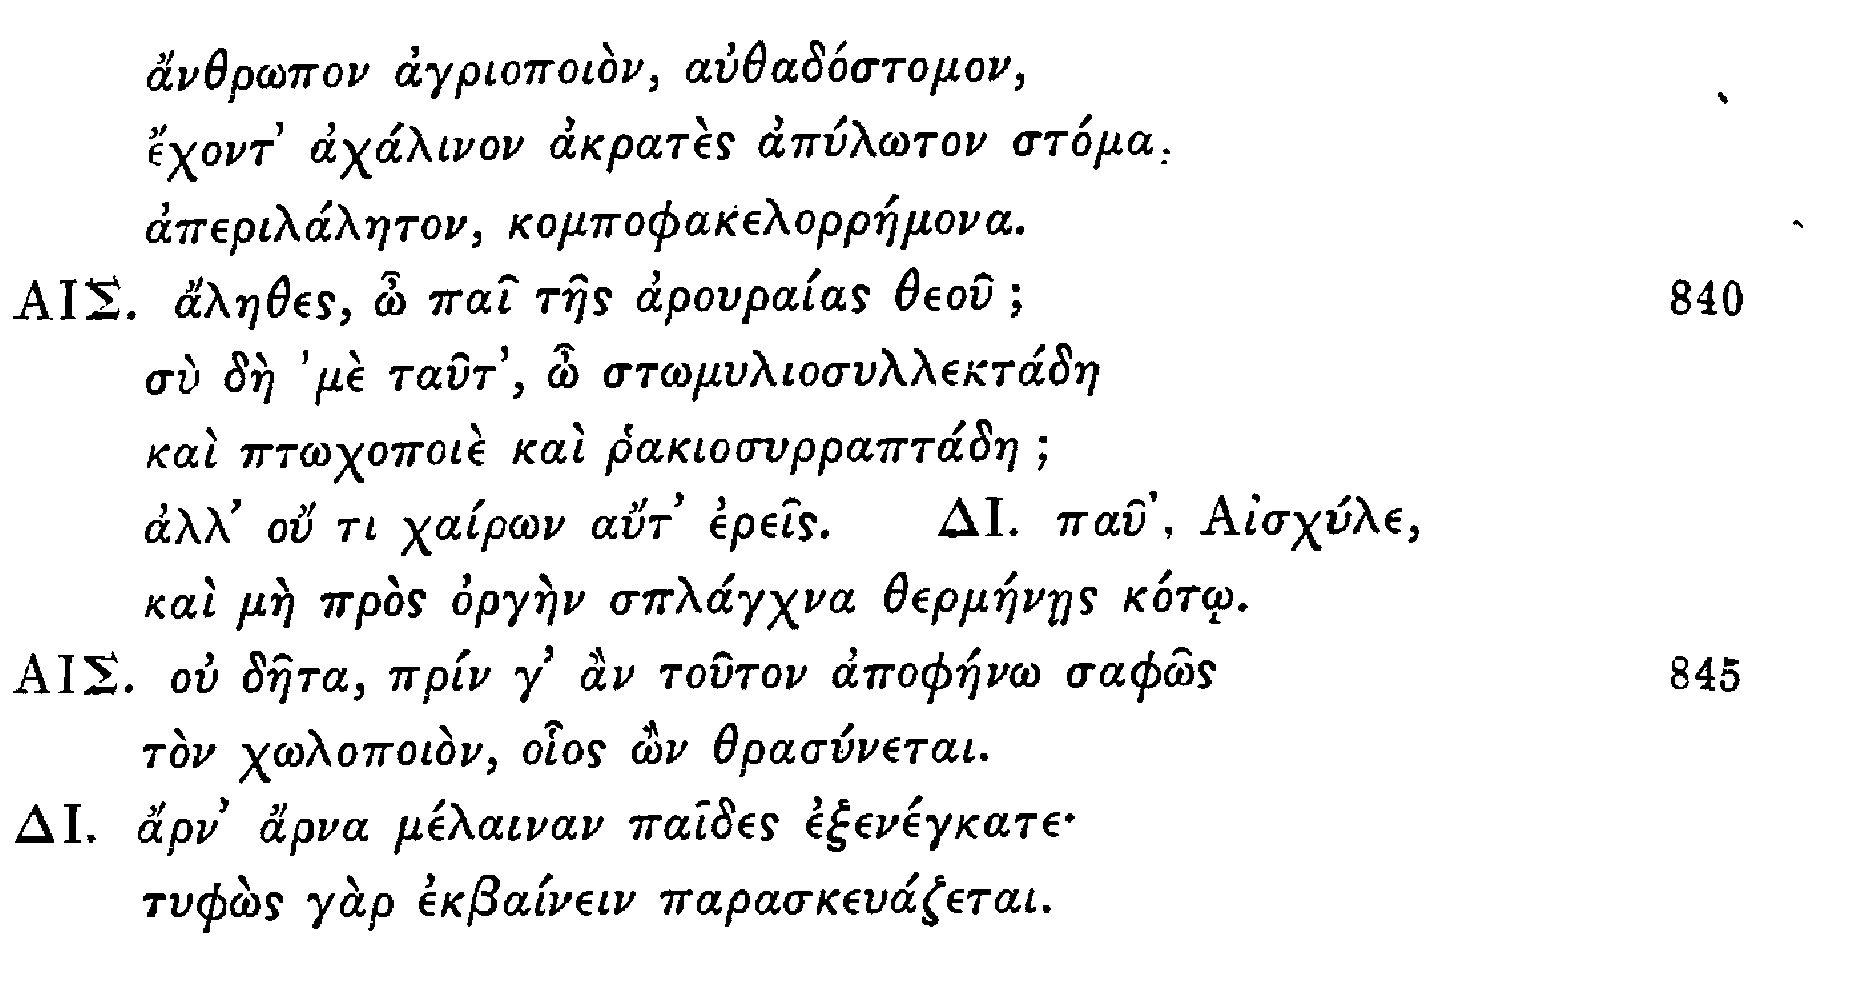 ἄνθρωπον ἀγριοποιὸν, αὐθαδόστομον,
ἔχοντ' ἀχάλινον ἀκρατὲς ἀπύλωτον στόμα,
ἀπεριλάλητον, κομποφακελορρήμονα.
ΑΙΣ. ἄληθες, ὦ παῖ τῆς ἀρουραίας θεοῦ ; 840
σὺ δὴ 'μὲ ταῦτ', ὦ στωμυλιοσυλλεκτάδη
καὶ πτωχοποιὲ καὶ ῥακιοσυρραπτάδη ;
ἀλλ' οὔ τι χαίρων αὔτ' ἐρεῖς. ΔΙ. παῦ', Αἰσχύλε,
καὶ μὴ πρὸς ὀργὴν σπλάγχνα θερμήνῃς κότῳ.
ΑΙΣ. οὐ δῆτα, πρίν γ' ἂν τοῦτον ἀποφήνω σαφῶς 845
τὸν χωλοποιὸν, οἷος ὢν θρασύνεται.
ΔΙ. ἄρν' ἄρνα μέλαιναν παῖδες ἐξενέγκατε·
τυφὼς γὰρ ἐκβαίνειν παρασκευάζεται.